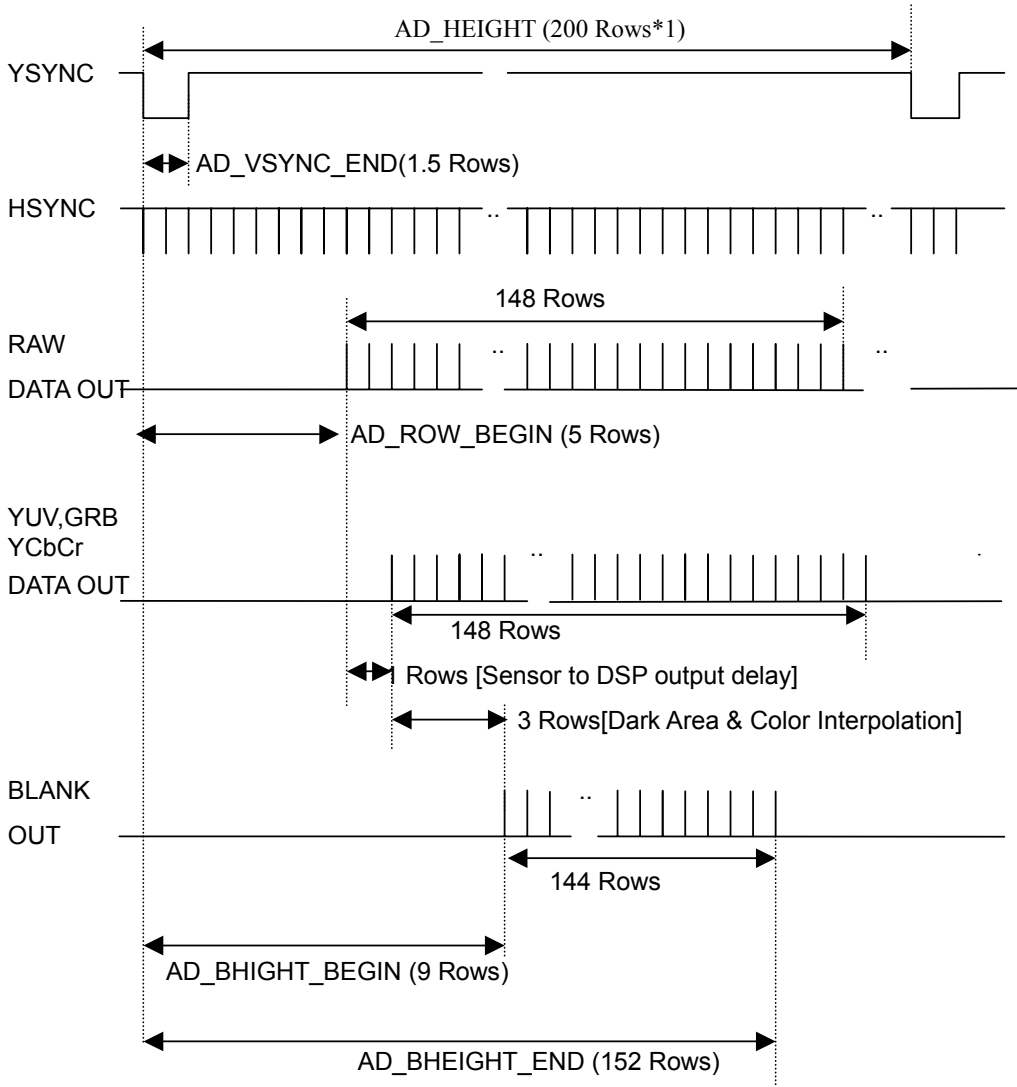 AD_HEIGHT (200 Rows*1)
YSYNC
AD_VSYNC_END(1.5 Rows)
HSYNC
..
..
148 Rows
RAW
..
..
DATA OUT
AD_ROW_BEGIN (5 Rows)
YUV,GRB
YCbCr
..
DATA OUT
148 Rows
1 Rows [Sensor to DSP output delay]
3 Rows[Dark Area & Color Interpolation]
BLANK
..
OUT
144 Rows
AD_BHIGHT_BEGIN (9 Rows)
AD_BHEIGHT_END (152 Rows)